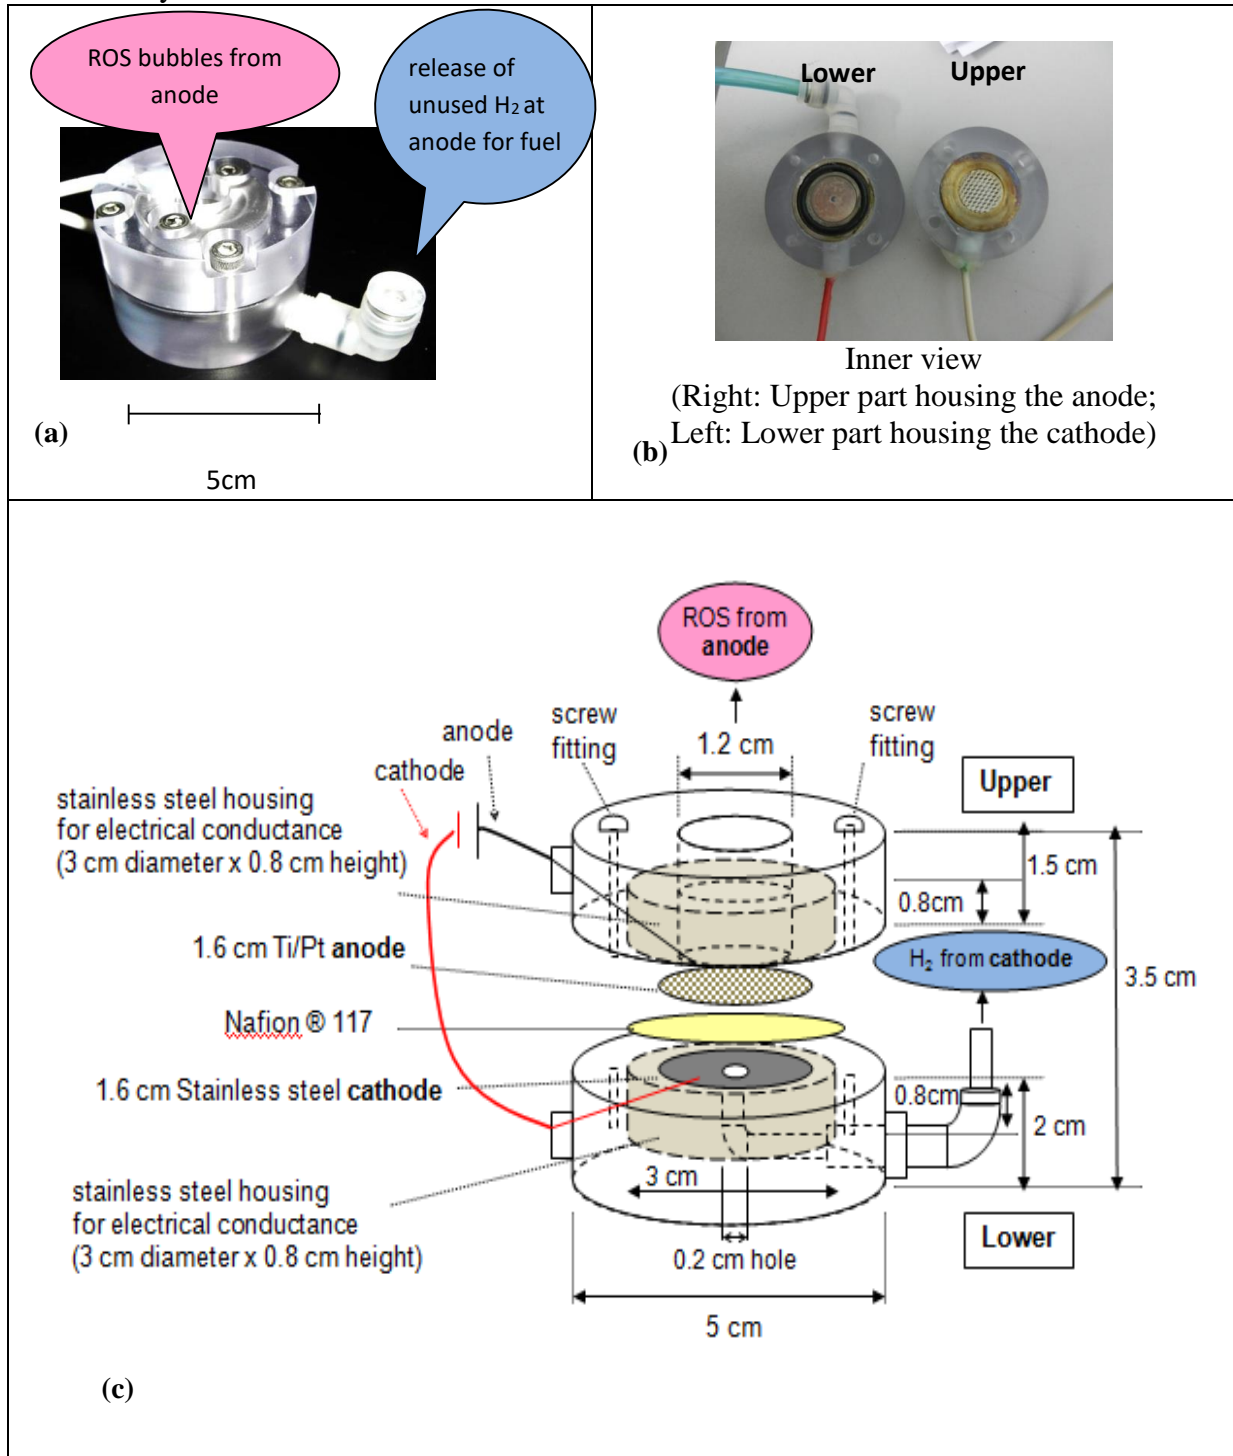 ROS bubbles from
anode
release of
unused H₂ at
anode for fuel
(a)
5cm
Lower
Upper
Inner view
(Right: Upper part housing the anode;
Left: Lower part housing the cathode)
(b)
ROS from
anode
screw
fitting
screw
fitting
anode
cathode
1.2 cm
Upper
stainless steel housing
for electrical conductance
(3 cm diameter x 0.8 cm height)
1.5 cm
0.8cm
1.6 cm Ti/Pt anode
H₂ from cathode
3.5 cm
Nafion ® 117
1.6 cm Stainless steel cathode
0.8cm
2 cm
3 cm
stainless steel housing
for electrical conductance
(3 cm diameter x 0.8 cm height)
0.2 cm hole
Lower
5 cm
(c)